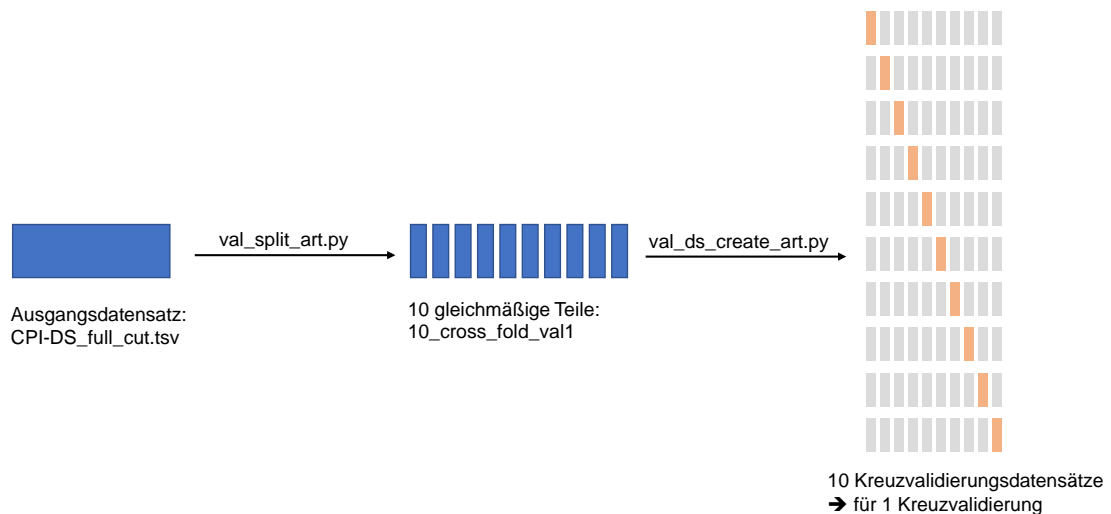 val_split_art.py
val_ds_create_art.py
Ausgangsdatensatz:
CPI-DS_full_cut.tsv
10 gleichmäßige Teile:
10_cross_fold_val1
10 Kreuzvalidierungsdatensätze
➔ für 1 Kreuzvalidierung